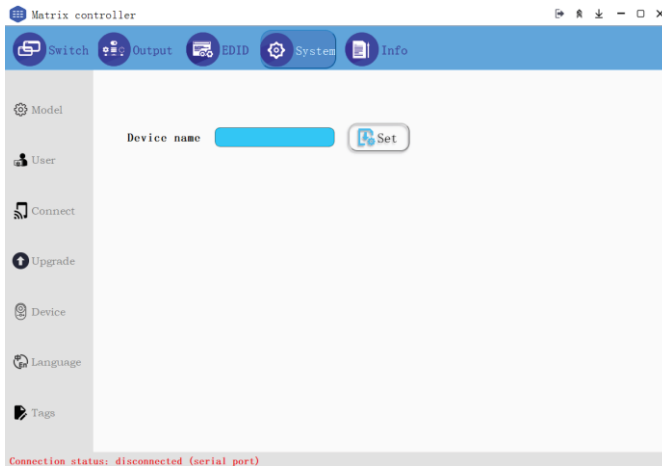 Matrix controller
Switch Output EDID System Info
Model
Device name Set
User
Connect
Upgrade
Device
Language
Tags
Connection status: disconnected (serial port)